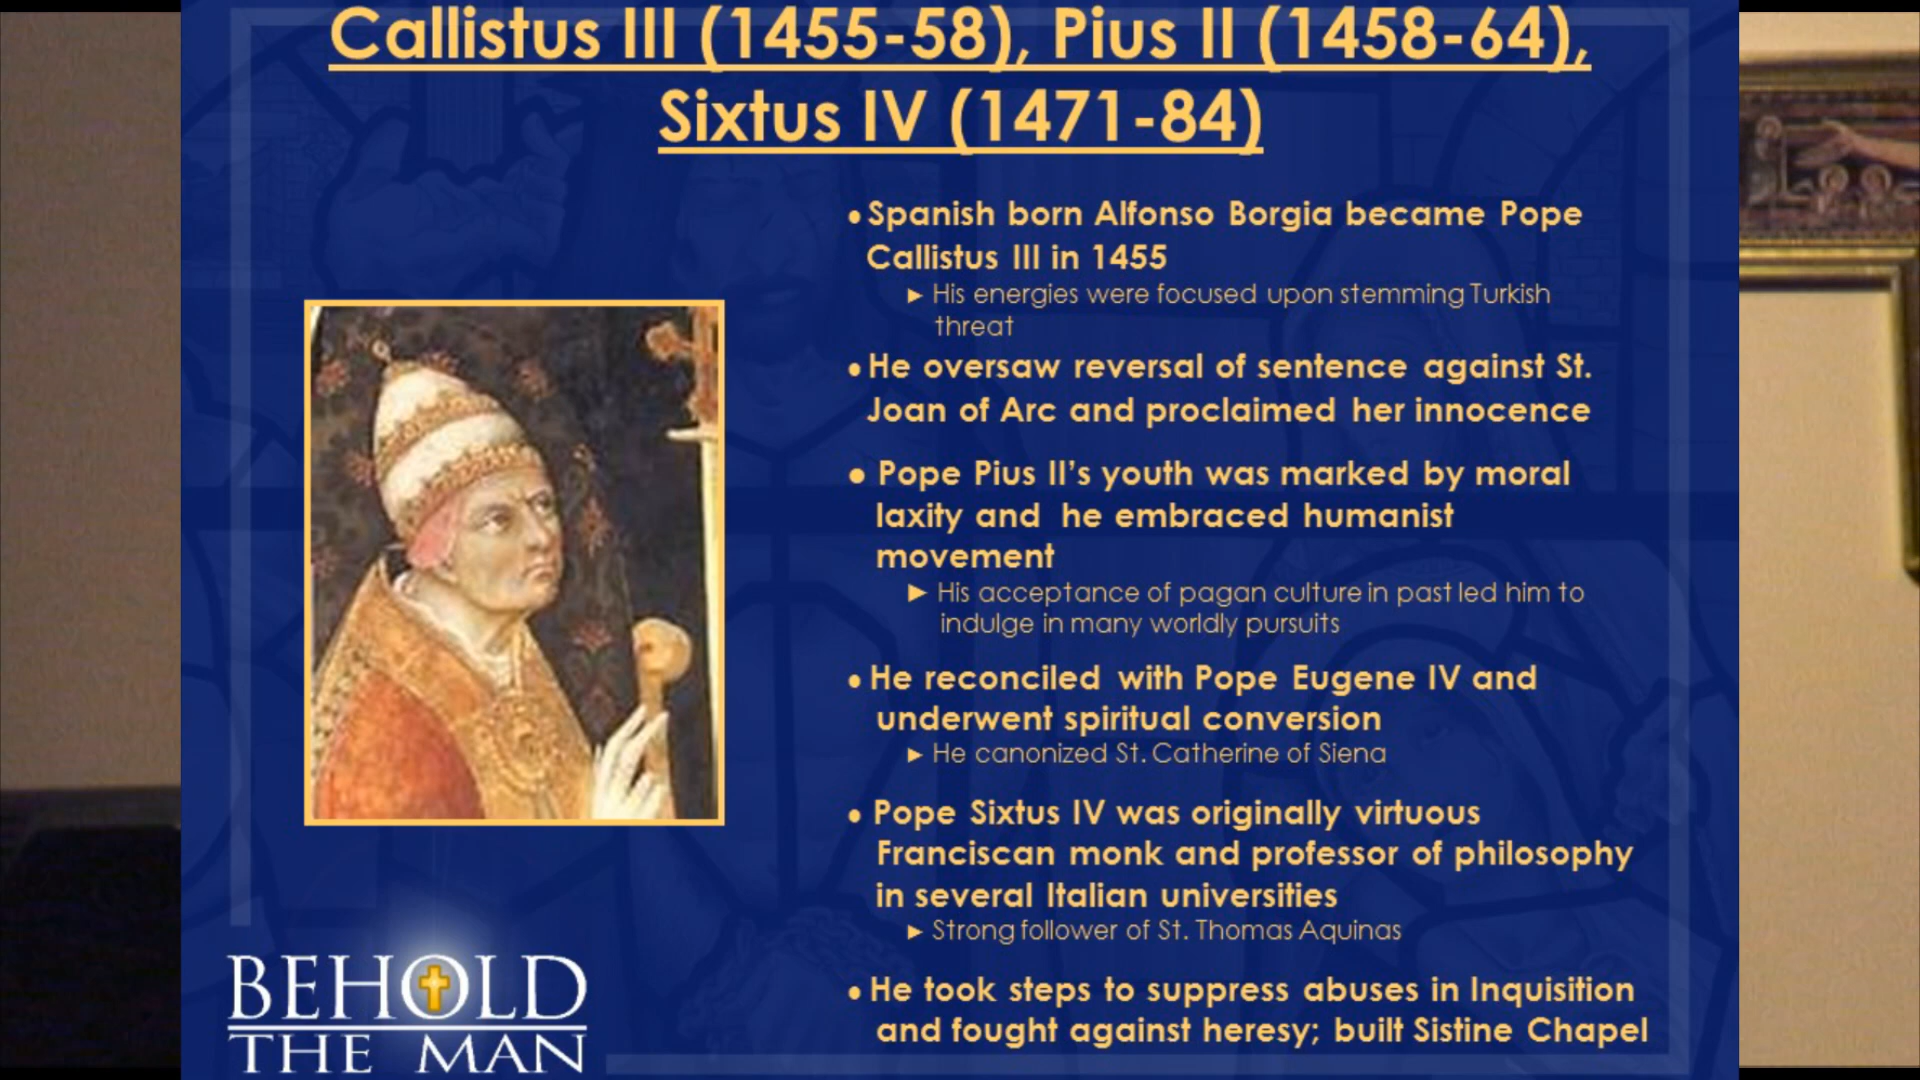 Callistus III (1455-58), Pius II (1458-64),
Sixtus IV (1471-84)
• Spanish born Alfonso Borgia became Pope
Callistus III in 1455
► His energies were focused upon stemming Turkish
threat
• He oversaw reversal of sentence against St.
Joan of Arc and proclaimed her innocence
• Pope Pius II's youth was marked by moral
laxity and he embraced humanist
movement
► His acceptance of pagan culture in past led him to
indulge in many worldly pursuits
• He reconciled with Pope Eugene IV and
underwent spiritual conversion
► He canonized St. Catherine of Siena
• Pope Sixtus IV was originally virtuous
Franciscan monk and professor of philosophy
in several Italian universities
► Strong follower of St. Thomas Aquinas
• He took steps to suppress abuses in Inquisition
and fought against heresy; built Sistine Chapel
BEHOLD
THE MAN